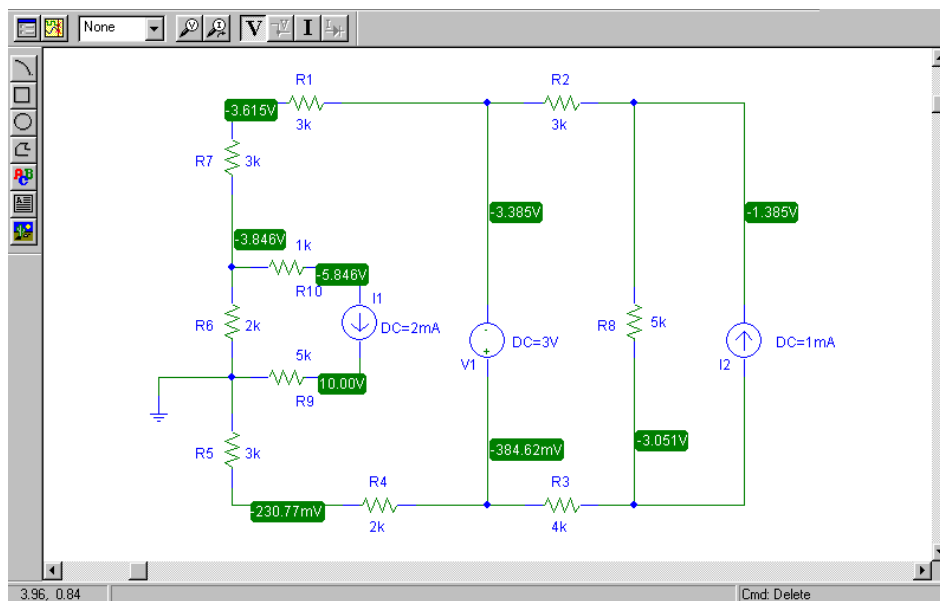 None
V
I
R1
R2
-3.615V
3k
3k
R7
3k
-3.385V
-1.385V
-3.846V
1k
-5.846V
R10
I1
R6
2k
DC=2mA
R8
5k
DC=3V
DC=1mA
V1
I2
5k
10.00V
R9
R5
3k
-384.62mV
-3.051V
R4
R3
-230.77mV
2k
4k
3.96, 0.84
Cmd: Delete